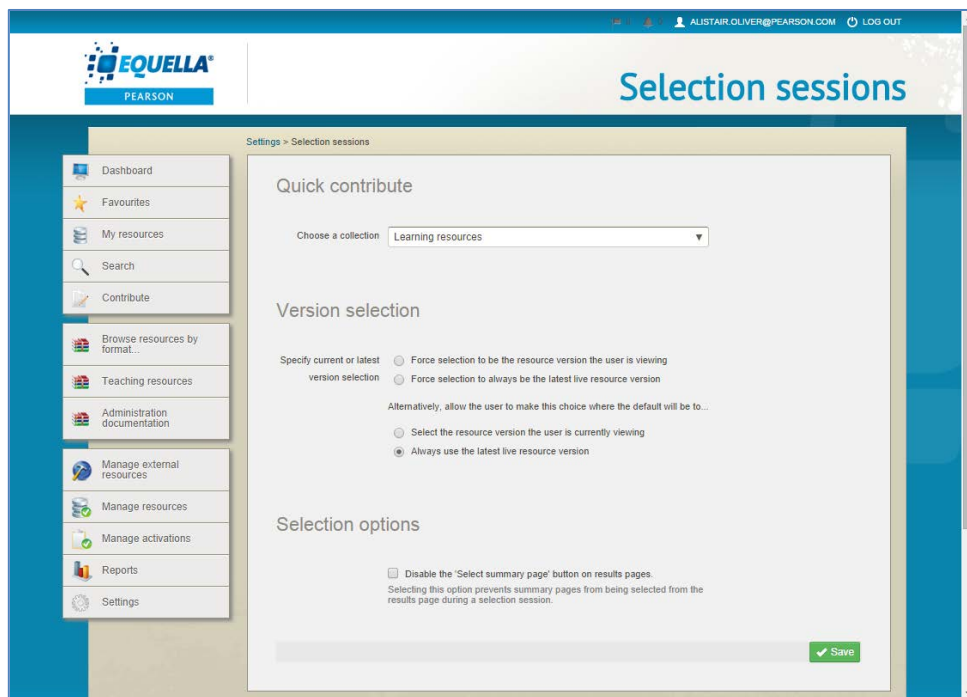 ALISTAIR.OLIVER@PEARSON.COM LOG OUT
EQUELLA®
PEARSON
Selection sessions
Settings > Selection sessions
Dashboard
Favourites
My resources
Search
Contribute
Browse resources by
format...
Teaching resources
Administration
documentation
Manage external
resources
Manage resources
Manage activations
Reports
Settings
Quick contribute
Choose a collection Learning resources
Version selection
Specify current or latest
version selection
Force selection to be the resource version the user is viewing
Force selection to always be the latest live resource version
Alternatively, allow the user to make this choice where the default will be to...
Select the resource version the user is currently viewing
Always use the latest live resource version
Selection options
Disable the 'Select summary page' button on results pages.
Selecting this option prevents summary pages from being selected from the
results page during a selection session.
Save